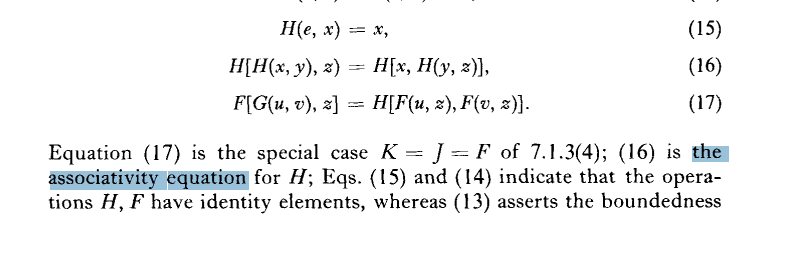 H(e, x) = x, (15)
H[H(x, y), z) = H[x, H(y, z)], (16)
F[G(u, v), z] = H[F(u, z), F(v, z)]. (17)
Equation (17) is the special case K = J = F of 7.1.3(4); (16) is the
associativity equation for H; Eqs. (15) and (14) indicate that the opera-
tions H, F have identity elements, whereas (13) asserts the boundedness